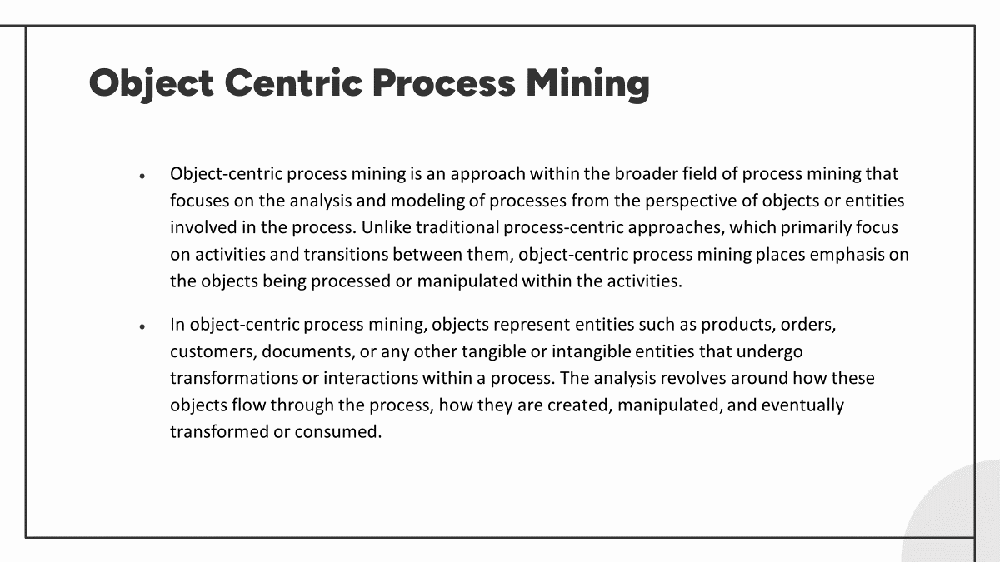 Object Centric Process Mining
• Object-centric process mining is an approach within the broader field of process mining that
focuses on the analysis and modeling of processes from the perspective of objects or entities
involved in the process. Unlike traditional process-centric approaches, which primarily focus
on activities and transitions between them, object-centric process mining places emphasis on
the objects being processed or manipulated within the activities.
• In object-centric process mining, objects represent entities such as products, orders,
customers, documents, or any other tangible or intangible entities that undergo
transformations or interactions within a process. The analysis revolves around how these
objects flow through the process, how they are created, manipulated, and eventually
transformed or consumed.